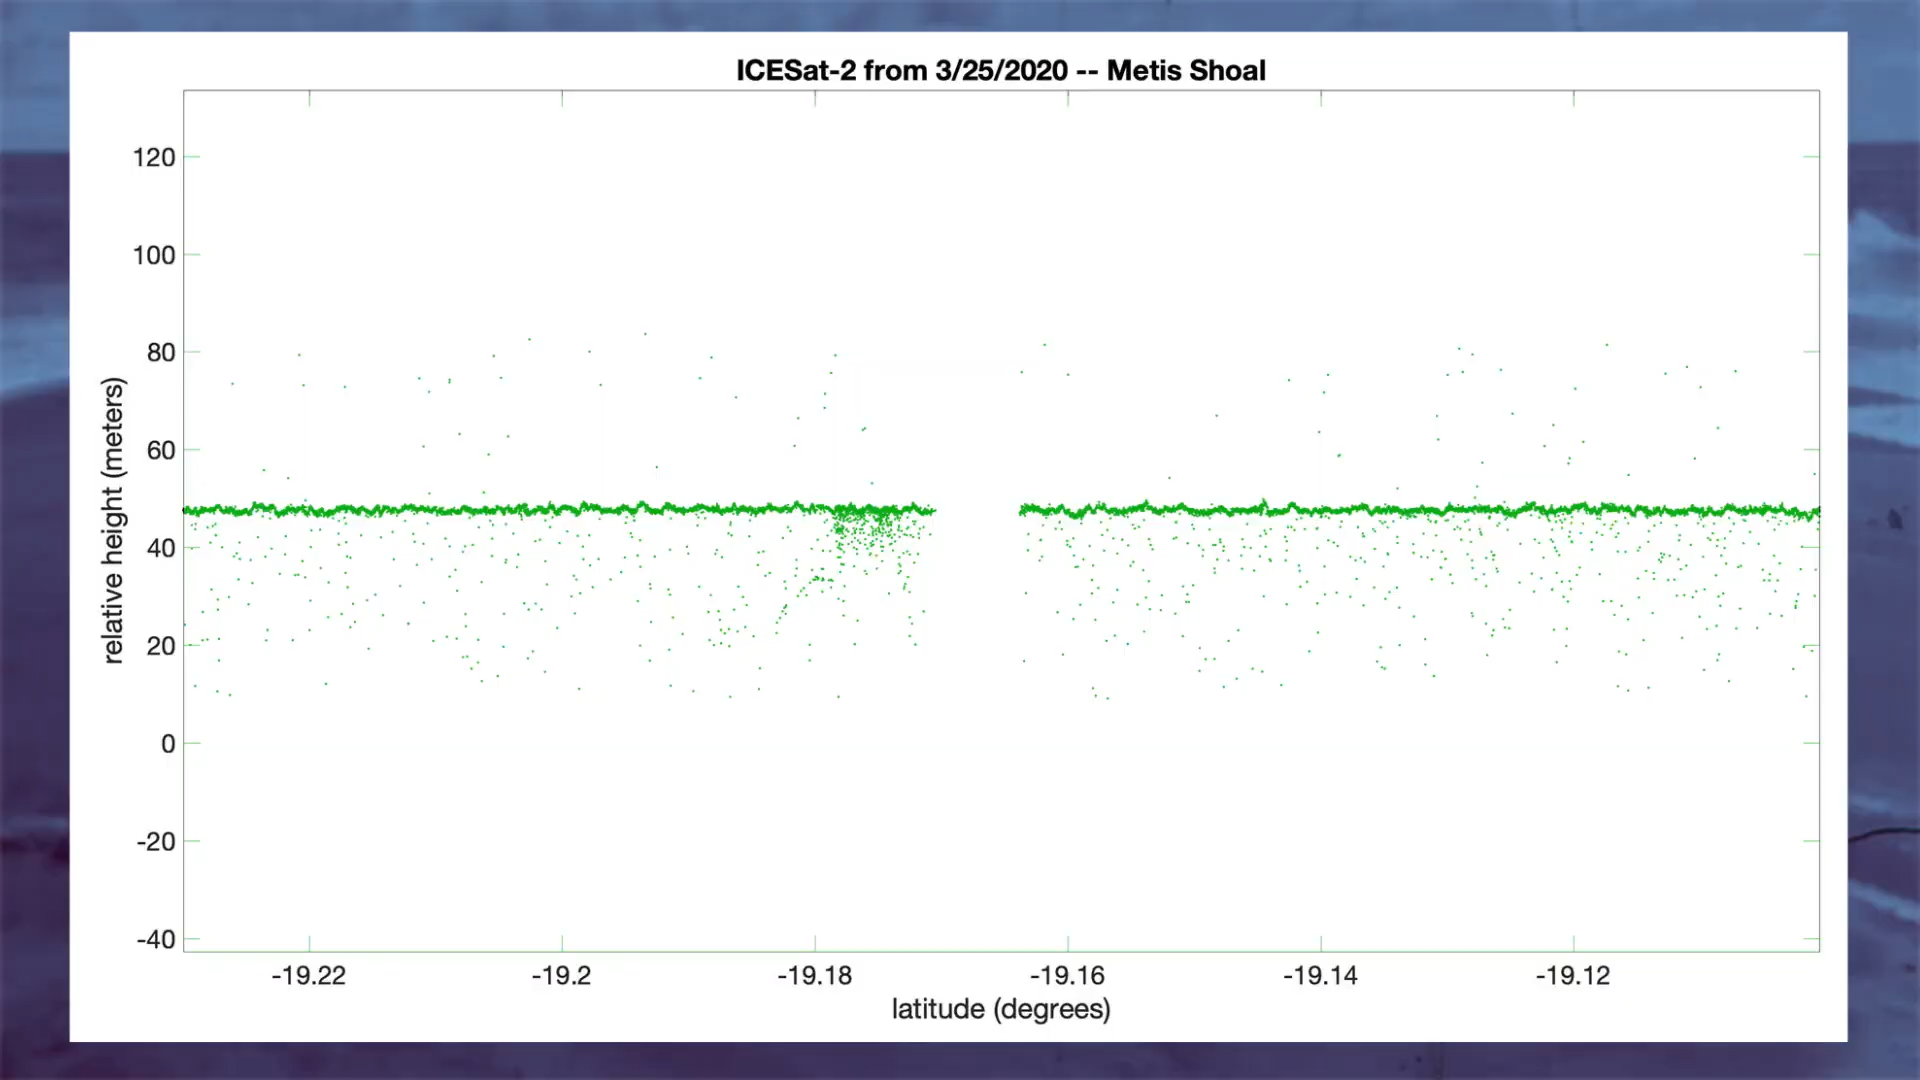 ICESat-2 from 3/25/2020 -- Metis Shoal
120
100
80
60
40
20
0
-20
-40
relative height (meters)
-19.22 -19.2 -19.18 -19.16 -19.14 -19.12
latitude (degrees)